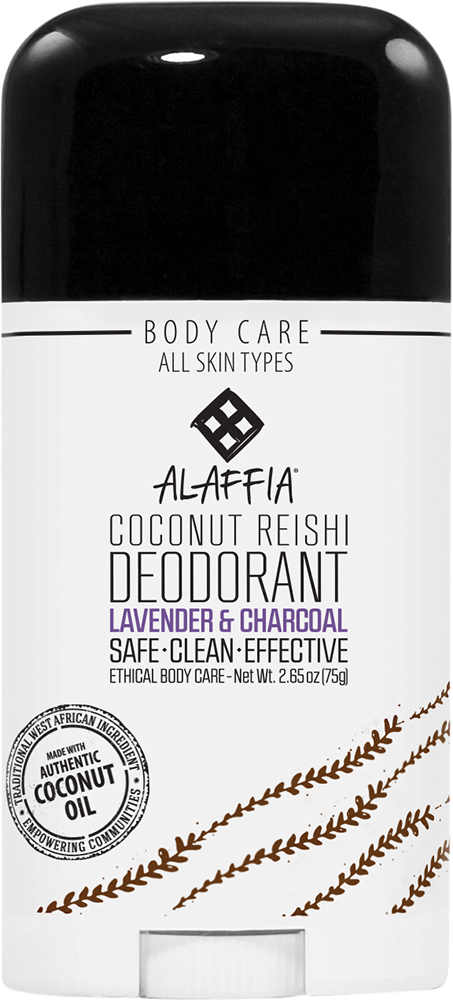 BODY CARE
ALL SKIN TYPES
ALAFFIA®
COCONUT REISHI
DEODORANT
LAVENDER & CHARCOAL
SAFE·CLEAN·EFFECTIVE
ETHICAL BODY CARE - Net Wt. 2.65 oz (75g)
TRADITIONAL WEST AFRICAN INGREDIENT
MADE WITH
AUTHENTIC
COCONUT
OIL
• EMPOWERING COMMUNITIES •